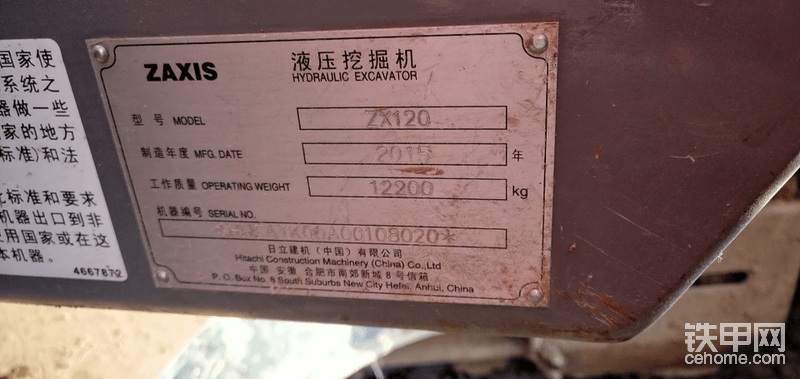 国家使
系统之
器做一些
家的地方
标准)和法
比标准和要求
机器出口到非
使用国家或在这
本机器。
4667872
ZAXIS
液压挖掘机
HYDRAULIC EXCAVATOR
型号 MODEL ZX120
制造年度 MFG. DATE 2015 年
工作质量 OPERATING WEIGHT 12200 kg
机器编号 SERIAL NO.
日立建机(中国)有限公司
Hitachi Construction Machinery (China) Co.,Ltd
中国 安徽 合肥市南郊新城8号信箱
P. O. Box No. 8 South Suburbs New City Hefei, Anhui, China
铁甲网
cehome.com